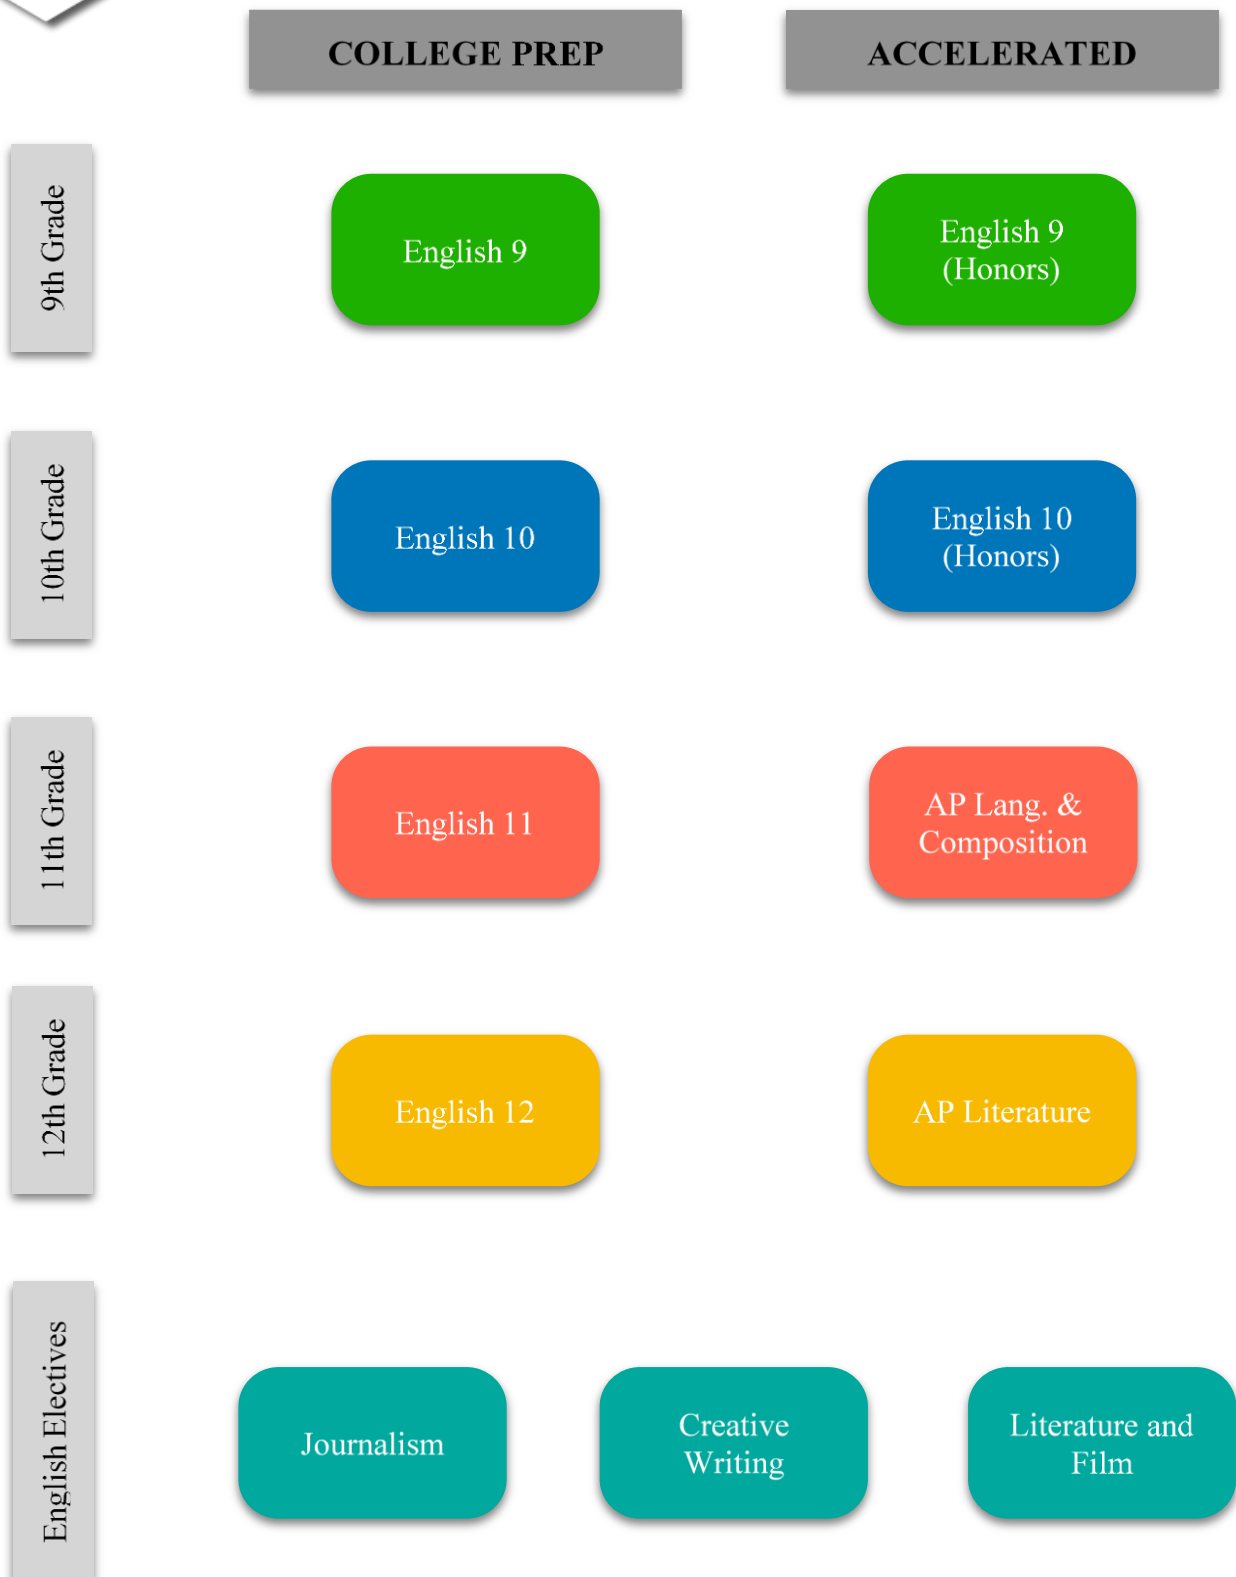 COLLEGE PREP
ACCELERATED
9th Grade
English 9
English 9
(Honors)
10th Grade
English 10
English 10
(Honors)
11th Grade
English 11
AP Lang. &
Composition
12th Grade
English 12
AP Literature
English Electives
Journalism
Creative
Writing
Literature and
Film